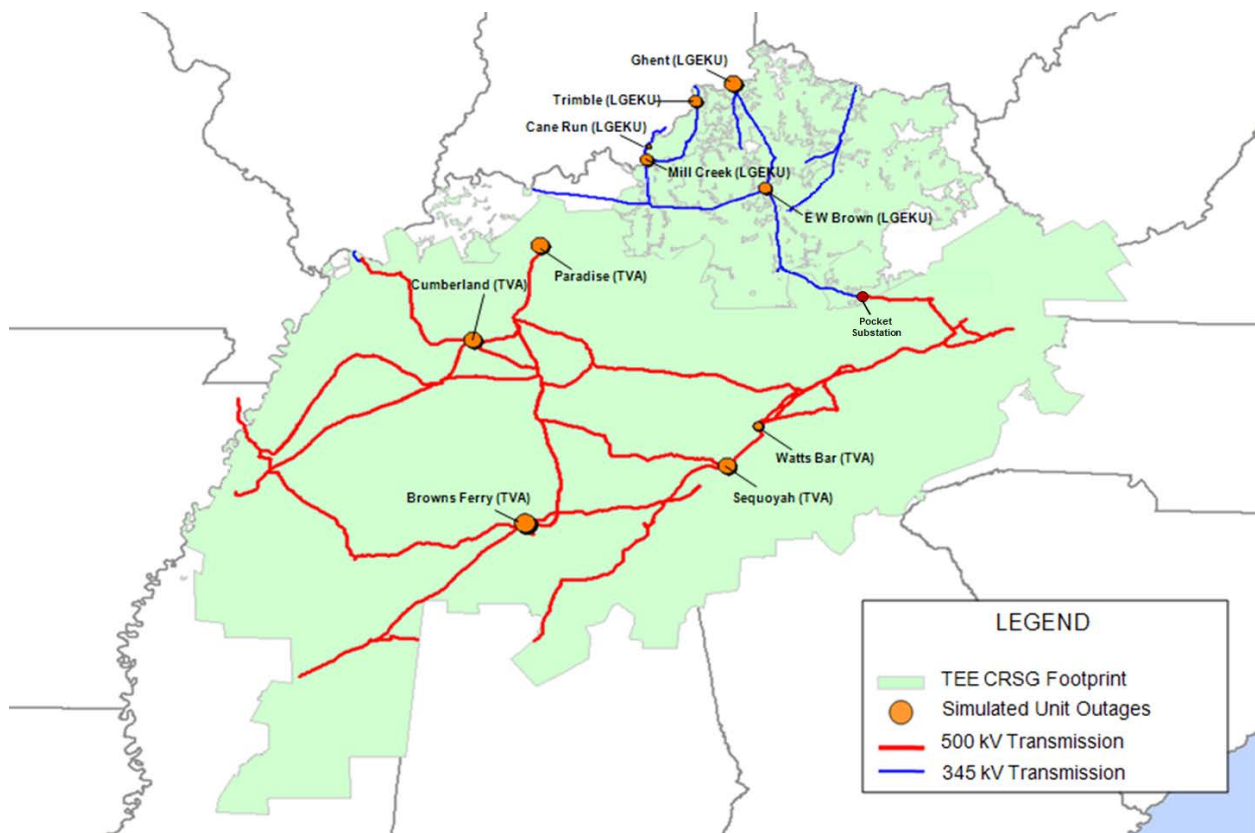 Ghent (LGEKU)
Trimble (LGEKU)
Cane Run (LGEKU)
Mill Creek (LGEKU)
E W Brown (LGEKU)
Paradise (TVA)
Cumberland (TVA)
Pocket
Substation
Watts Bar (TVA)
Sequoyah (TVA)
Browns Ferry (TVA)
LEGEND
TEE CRSG Footprint
Simulated Unit Outages
500 kV Transmission
345 kV Transmission